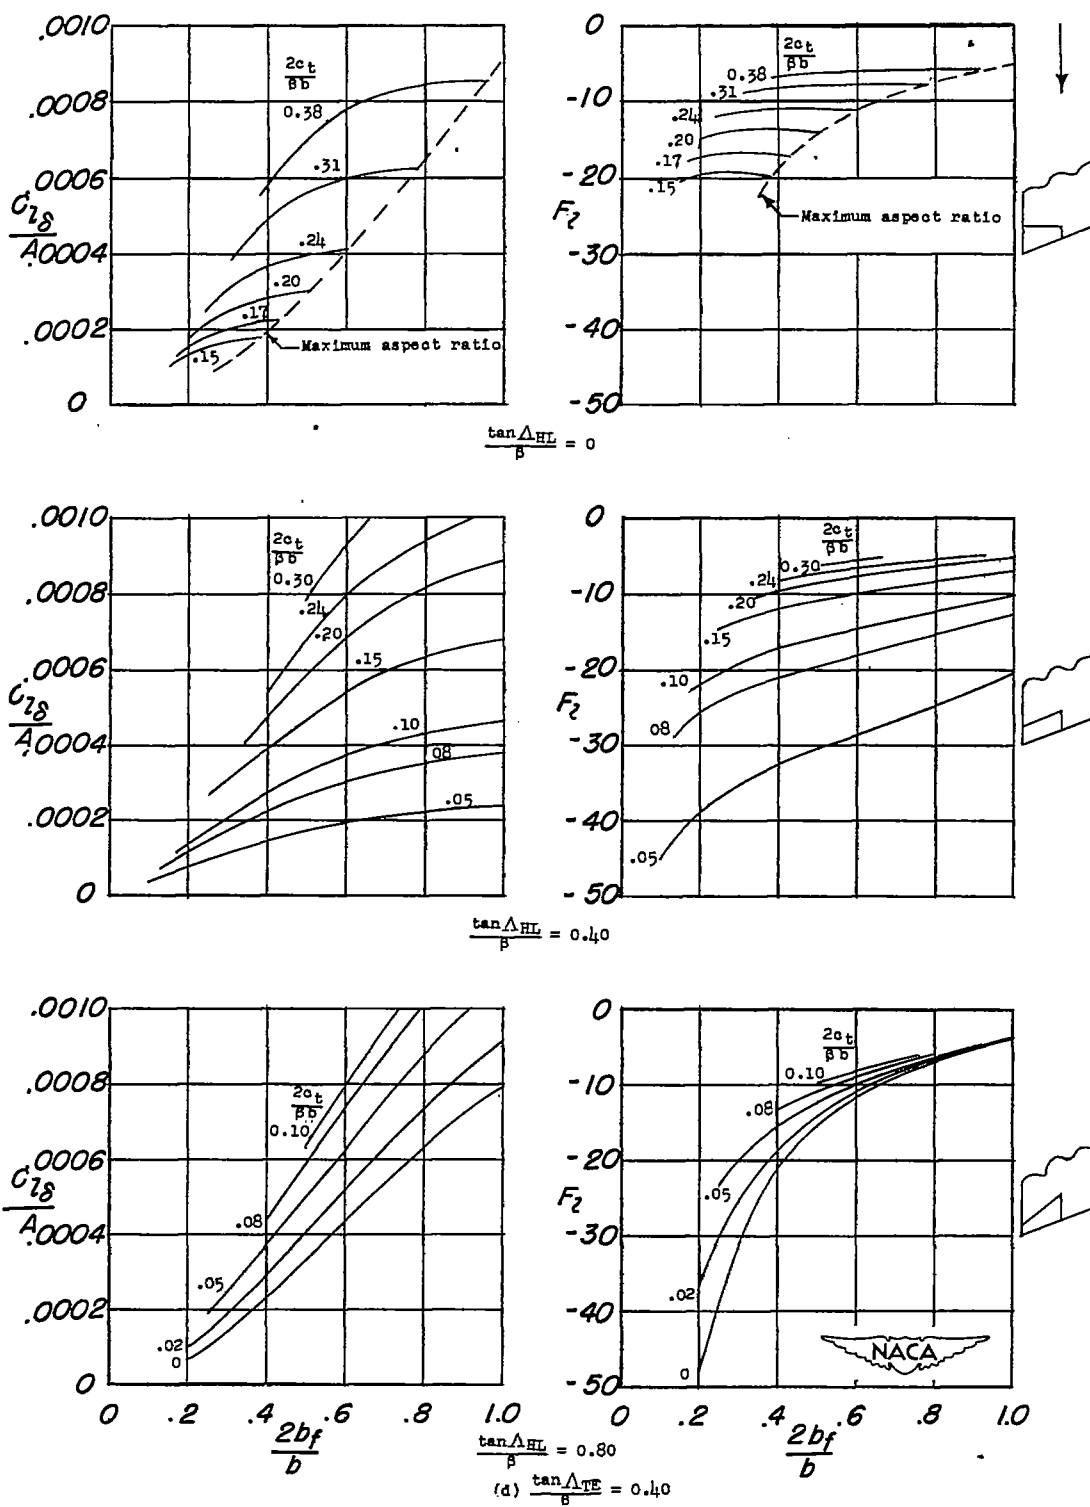 .0010
.0008
.0006
.0004
.0002
0
C_lδ
A
2c_t
βb
0.38
.31
.24
.20
.17
.15
Maximum aspect ratio
0
-10
-20
-30
-40
-50
F_l
2c_t
βb
0.38
.31
.24
.20
.17
.15
Maximum aspect ratio
tan Λ_HL / β = 0
.0010
.0008
.0006
.0004
.0002
0
C_lδ
A
2c_t
βb
0.30
.24
.20
.15
.10
08
.05
0
-10
-20
-30
-40
-50
F_l
2c_t
βb
0.30
.24
.20
.15
.10
08
.05
tan Λ_HL / β = 0.40
.0010
.0008
.0006
.0004
.0002
0
C_lδ
A
2c_t
βb
0.10
.08
.05
.02
0
0 .2 .4 .6 .8 1.0
2b_f
b
0
-10
-20
-30
-40
-50
F_l
2c_t
βb
0.10
.08
.05
.02
0
NACA
0 .2 .4 .6 .8 1.0
2b_f
b
tan Λ_HL / β = 0.80
(d) tan Λ_TE / β = 0.40